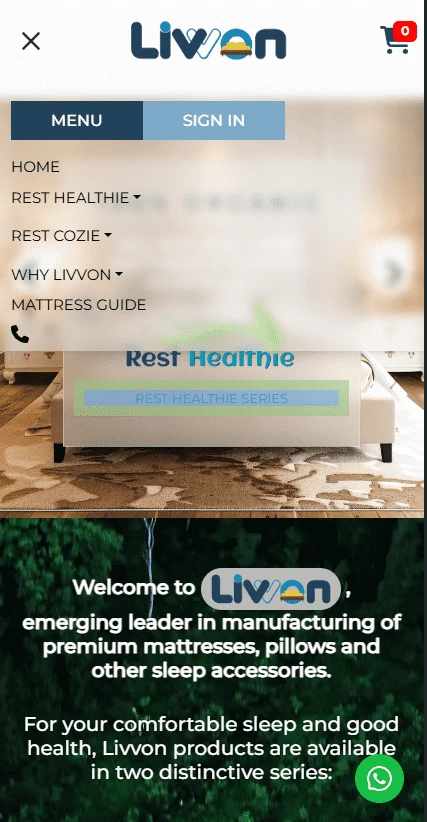 Livvon
0
MENU
SIGN IN
HOME
REST HEALTHIE
REST COZIE
WHY LIVVON
MATTRESS GUIDE
Rest Healthie
REST HEALTHIE SERIES
Welcome to Livvon ,
emerging leader in manufacturing of
premium mattresses, pillows and
other sleep accessories.
For your comfortable sleep and good
health, Livvon products are available
in two distinctive series: